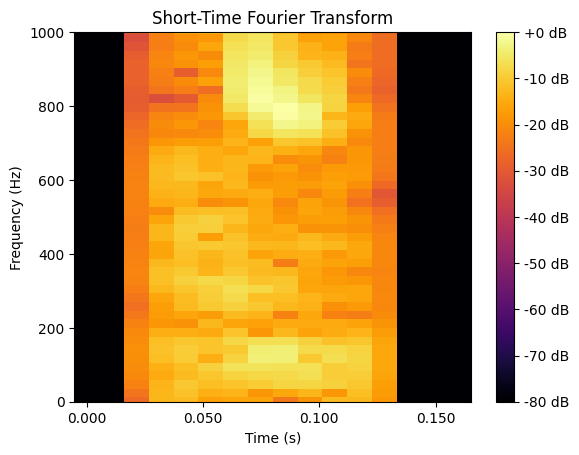 Short-Time Fourier Transform
1000
800
600
400
200
0
Frequency (Hz)
0.000
0.050
0.100
0.150
Time (s)
+0 dB
-10 dB
-20 dB
-30 dB
-40 dB
-50 dB
-60 dB
-70 dB
-80 dB